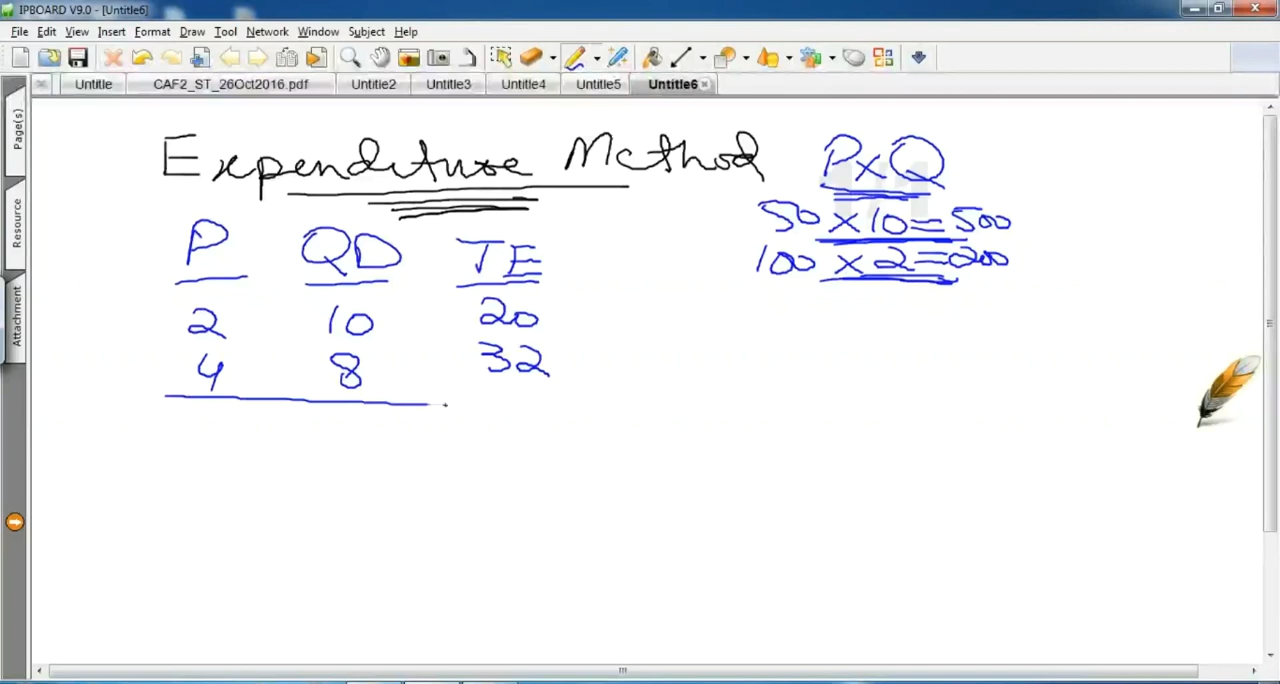 IPBOARD V9.0 - [Untitled6]
File Edit View Insert Format Draw Tool Network Window Subject Help
Untitle CAF2_ST_26Oct2016.pdf Untitle2 Untitle3 Untitle4 Untitle5 Untitle6
Page(s)
Resource
Attachment
Expenditure Method
P QD TE
2 10 20
4 8 32
PxQ
50 x 10 = 500
100 x 2 = 200